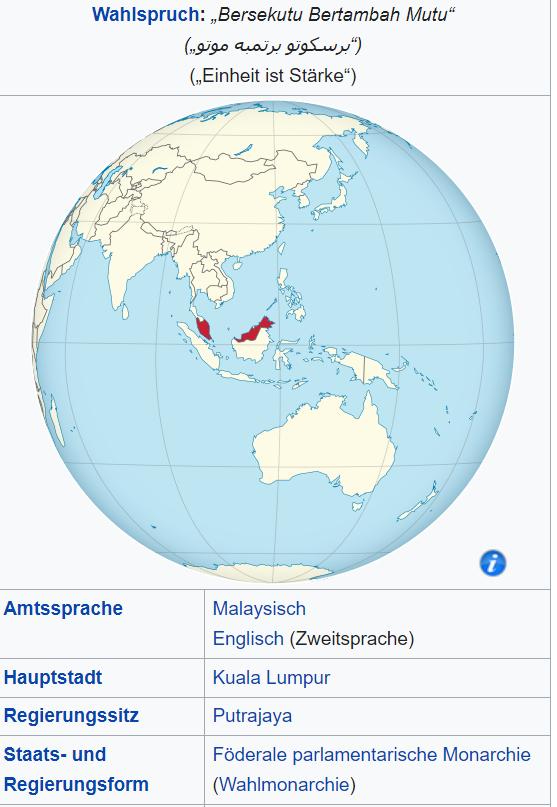 Wahlspruch: „Bersekutu Bertambah Mutu“
(„برسکوتو برتمبه موتو“)
(„Einheit ist Stärke“)
i
Amtssprache
Malaysisch
Englisch (Zweitsprache)
Hauptstadt
Kuala Lumpur
Regierungssitz
Putrajaya
Staats- und
Regierungsform
Föderale parlamentarische Monarchie
(Wahlmonarchie)